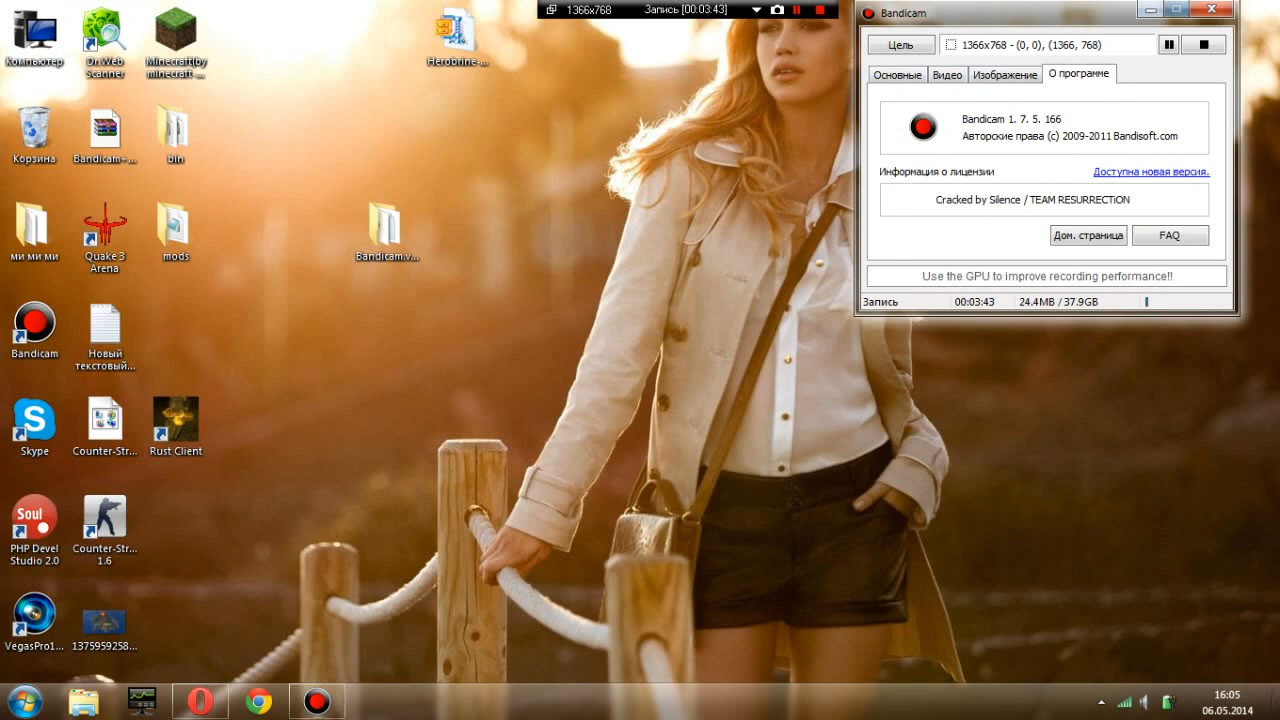 1366x768
Запись [00:03:43]
Компьютер
Dr.Web
Scanner
Minecraft(by
minecraft-...
Herobrine-...
Корзина
Bandicam+...
bin
ми ми ми
Quake 3
Arena
mods
Bandicam.v...
Bandicam
Новый
текстовый...
Skype
Counter-Str...
Rust Client
Soul
PHP Devel
Studio 2.0
Counter-Str...
1.6
VegasPro1...
1375959258...
Bandicam
Цель
1366x768 - (0, 0), (1366, 768)
Основные
Видео
Изображение
О программе
Bandicam 1. 7. 5. 166
Авторские права (c) 2009-2011 Bandisoft.com
Информация о лицензии
Доступна новая версия.
Cracked by Silence / TEAM RESURRECTION
Дом. страница
FAQ
Use the GPU to improve recording performance!!
Запись
00:03:43
24.4MB / 37.9GB
16:05
06.05.2014